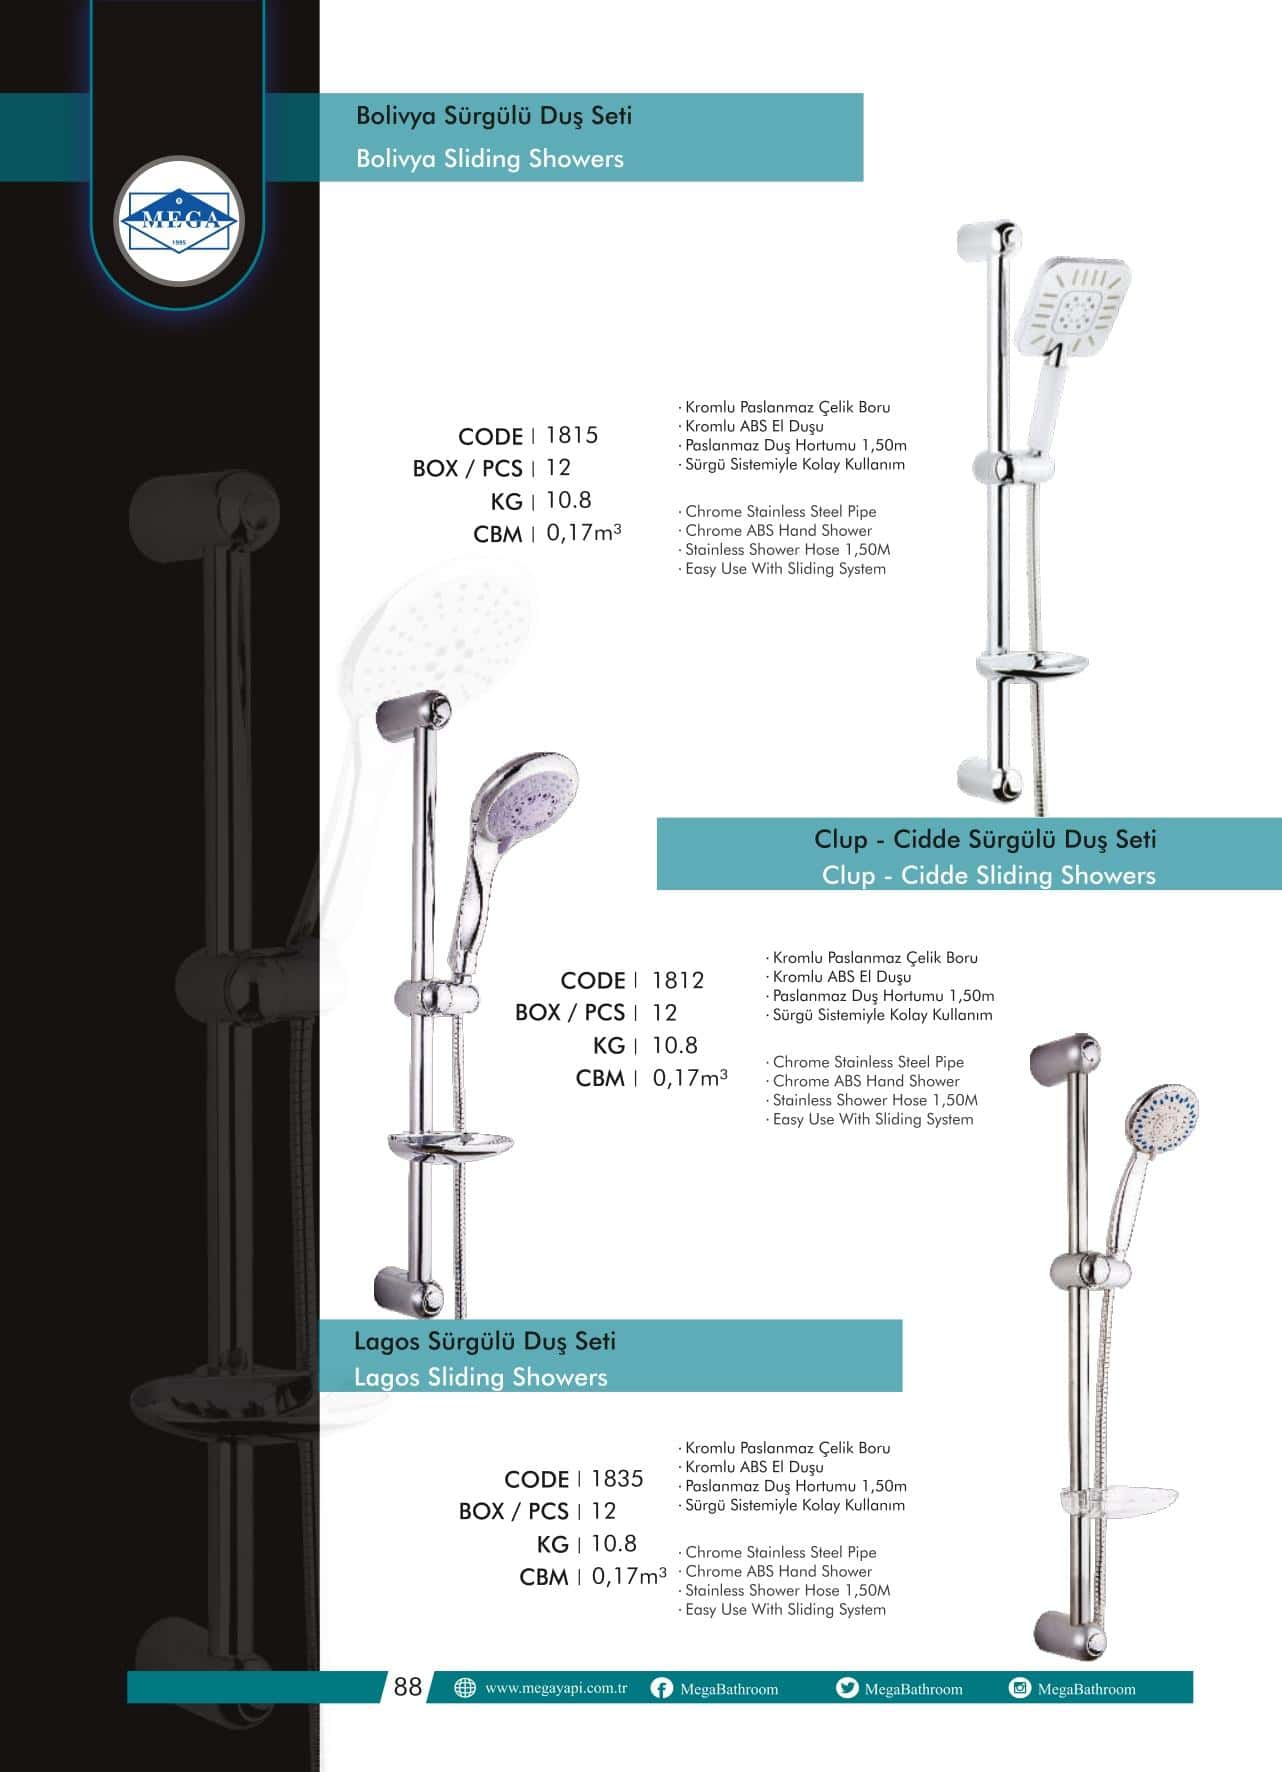 Bolivya Sürgülü Duş Seti
Bolivya Sliding Showers
MEGA
1995
CODE | 1815
BOX / PCS | 12
KG | 10.8
CBM | 0,17m³
· Kromlu Paslanmaz Çelik Boru
· Kromlu ABS El Duşu
· Paslanmaz Duş Hortumu 1,50m
· Sürgü Sistemiyle Kolay Kullanım
· Chrome Stainless Steel Pipe
· Chrome ABS Hand Shower
· Stainless Shower Hose 1,50M
· Easy Use With Sliding System
Clup - Cidde Sürgülü Duş Seti
Clup - Cidde Sliding Showers
CODE | 1812
BOX / PCS | 12
KG | 10.8
CBM | 0,17m³
· Kromlu Paslanmaz Çelik Boru
· Kromlu ABS El Duşu
· Paslanmaz Duş Hortumu 1,50m
· Sürgü Sistemiyle Kolay Kullanım
· Chrome Stainless Steel Pipe
· Chrome ABS Hand Shower
· Stainless Shower Hose 1,50M
· Easy Use With Sliding System
Lagos Sürgülü Duş Seti
Lagos Sliding Showers
CODE | 1835
BOX / PCS | 12
KG | 10.8
CBM | 0,17m³
· Kromlu Paslanmaz Çelik Boru
· Kromlu ABS El Duşu
· Paslanmaz Duş Hortumu 1,50m
· Sürgü Sistemiyle Kolay Kullanım
· Chrome Stainless Steel Pipe
· Chrome ABS Hand Shower
· Stainless Shower Hose 1,50M
· Easy Use With Sliding System
88 www.megayapi.com.tr MegaBathroom MegaBathroom MegaBathroom